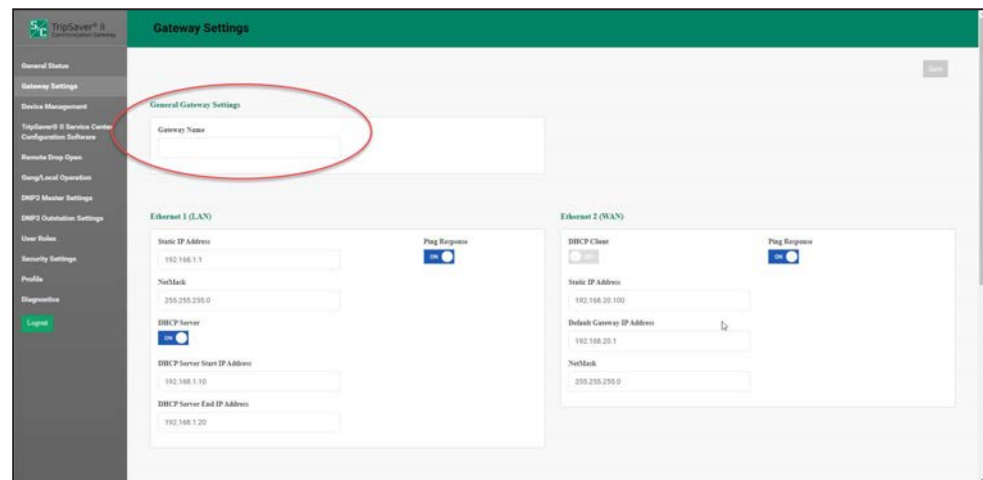 S&C TripSaver® II
Communication Gateway
Gateway Settings
General Status
Gateway Settings
Device Management
TripSaver® II Service Center
Configuration Software
Remote Drop Open
Gang/Local Operation
DNP3 Master Settings
DNP3 Outstation Settings
User Roles
Security Settings
Profile
Diagnostics
Logout
Save
General Gateway Settings
Gateway Name
Ethernet 1 (LAN)
Static IP Address
Ping Response
192.168.1.1
ON
NetMask
255.255.255.0
DHCP Server
ON
DHCP Server Start IP Address
192.168.1.10
DHCP Server End IP Address
192.168.1.20
Ethernet 2 (WAN)
DHCP Client
Ping Response
OFF
ON
Static IP Address
192.168.20.100
Default Gateway IP Address
192.168.20.1
NetMask
255.255.255.0